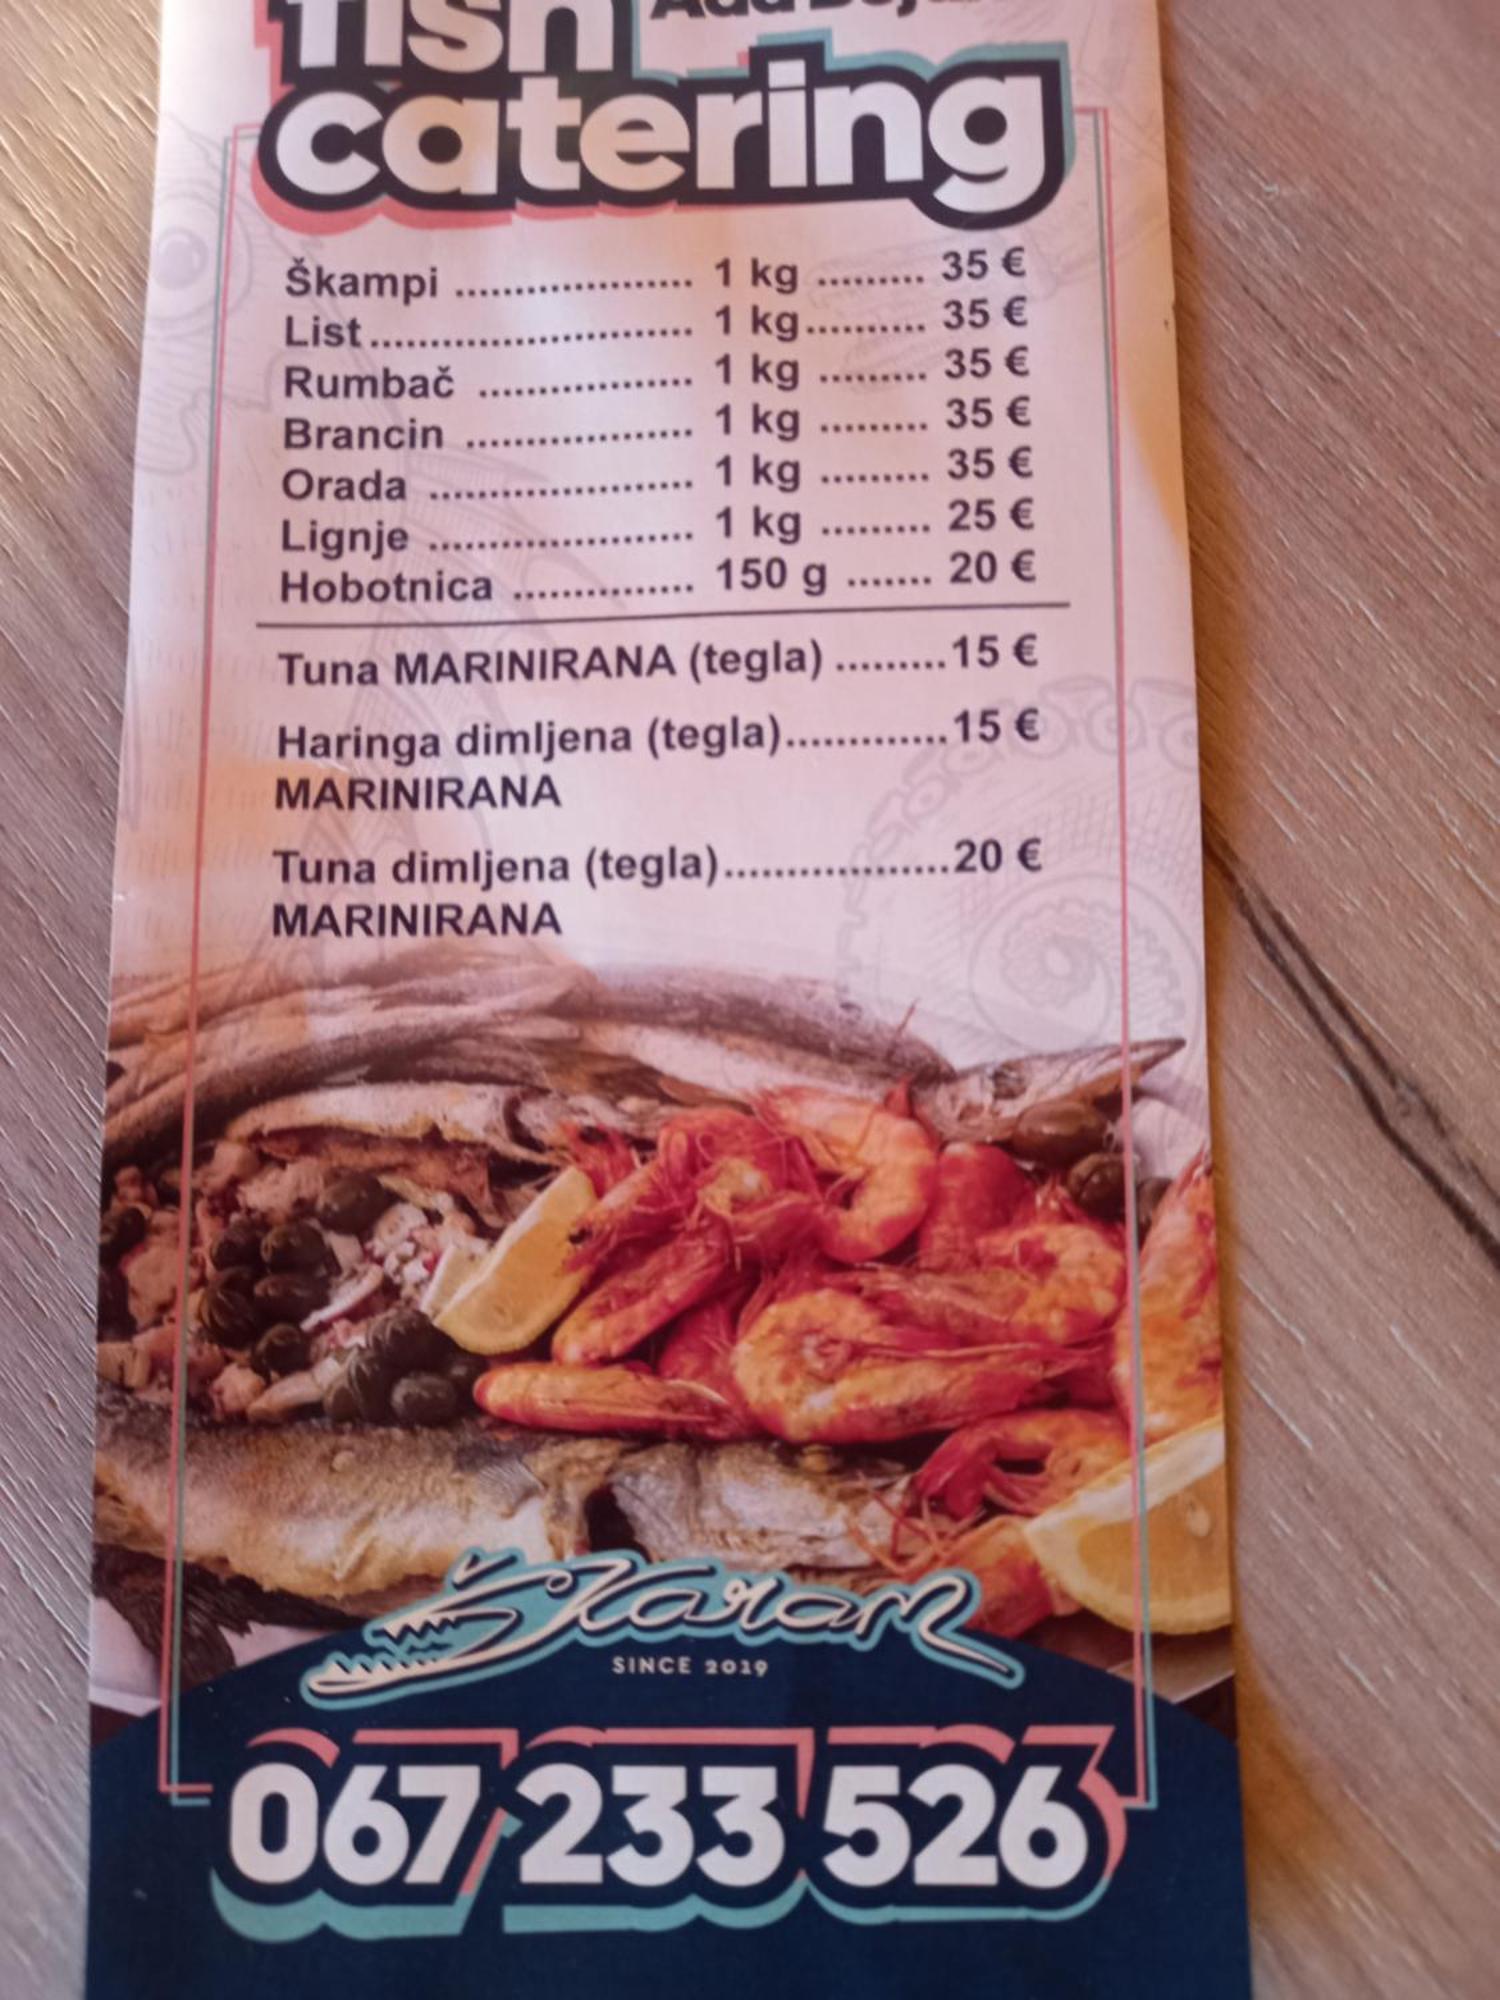 fish
catering
Škampi .................... 1 kg ......... 35 €
List........................... 1 kg.......... 35 €
Rumbač .................. 1 kg ......... 35 €
Brancin ................... 1 kg ......... 35 €
Orada ...................... 1 kg ......... 35 €
Lignje ...................... 1 kg ......... 25 €
Hobotnica ............... 150 g ....... 20 €
Tuna MARINIRANA (tegla) .........15 €
Haringa dimljena (tegla).............15 €
MARINIRANA
Tuna dimljena (tegla)..................20 €
MARINIRANA
Škaram
SINCE 2019
067 233 526